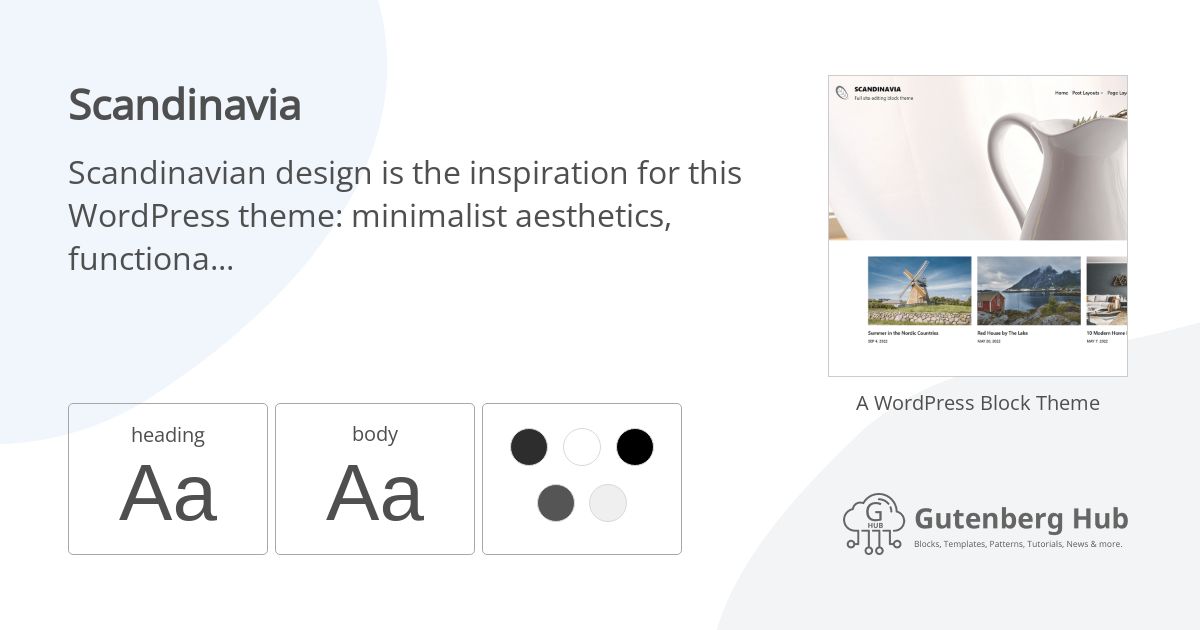 Scandinavia
Scandinavian design is the inspiration for this
WordPress theme: minimalist aesthetics,
functiona...
heading
Aa
body
Aa
SCANDINAVIA
Full site-editing block theme
Home Post Layouts Page Lay
Summer in the Nordic Countries
SEP 4, 2022
Red House by The Lake
MAY 20, 2022
10 Modern Home
MAY 7, 2022
A WordPress Block Theme
G
HUB
Gutenberg Hub
Blocks, Templates, Patterns, Tutorials, News & more.